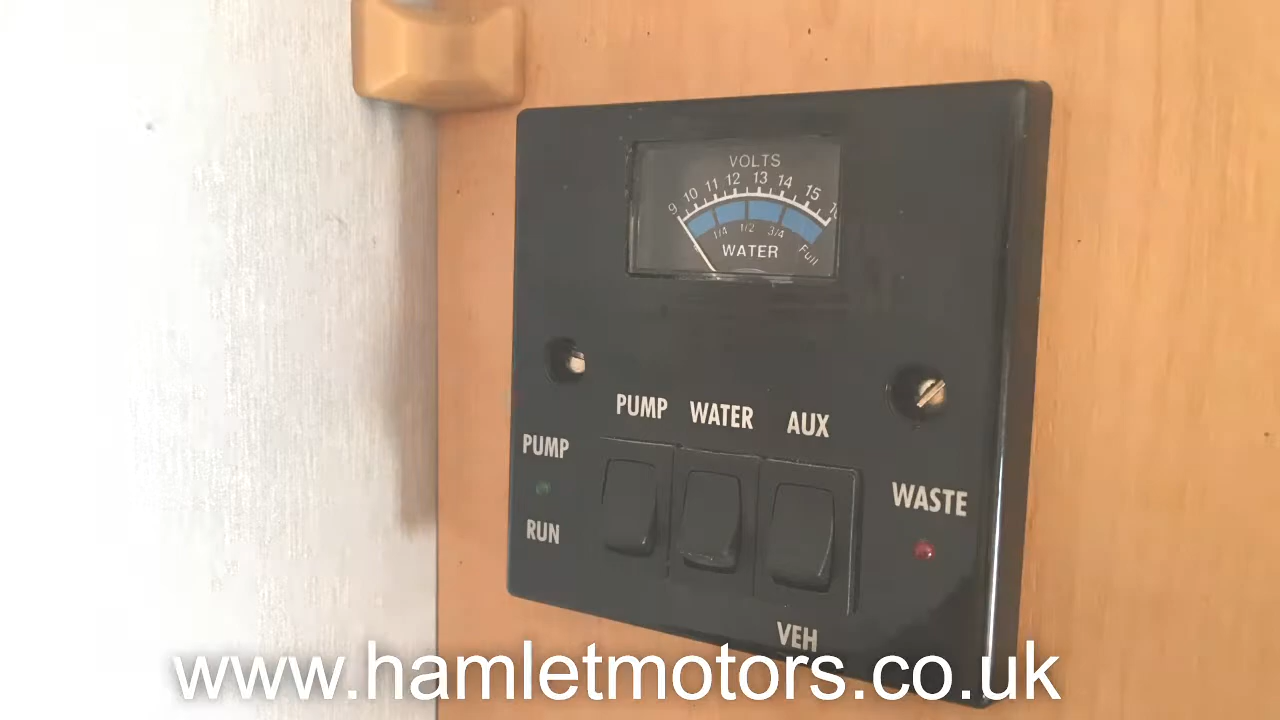 VOLTS
9 10 11 12 13 14 15 16
1/4 1/2 3/4 Full
WATER
PUMP WATER AUX
PUMP
RUN
WASTE
VEH
www.hamletmotors.co.uk